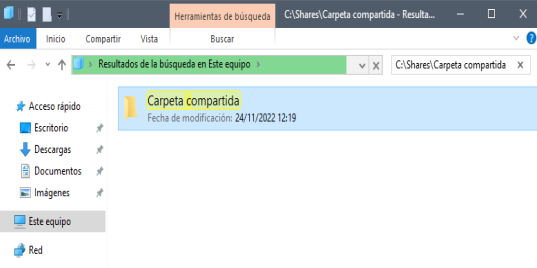 Herramientas de búsqueda
C:\Shares\Carpeta compartida - Resulta...
Archivo Inicio Compartir Vista Buscar
Resultados de la búsqueda en Este equipo
C:\Shares\Carpeta compartida
Acceso rápido
Escritorio
Descargas
Documentos
Imágenes
Este equipo
Red
Carpeta compartida
Fecha de modificación: 24/11/2022 12:19